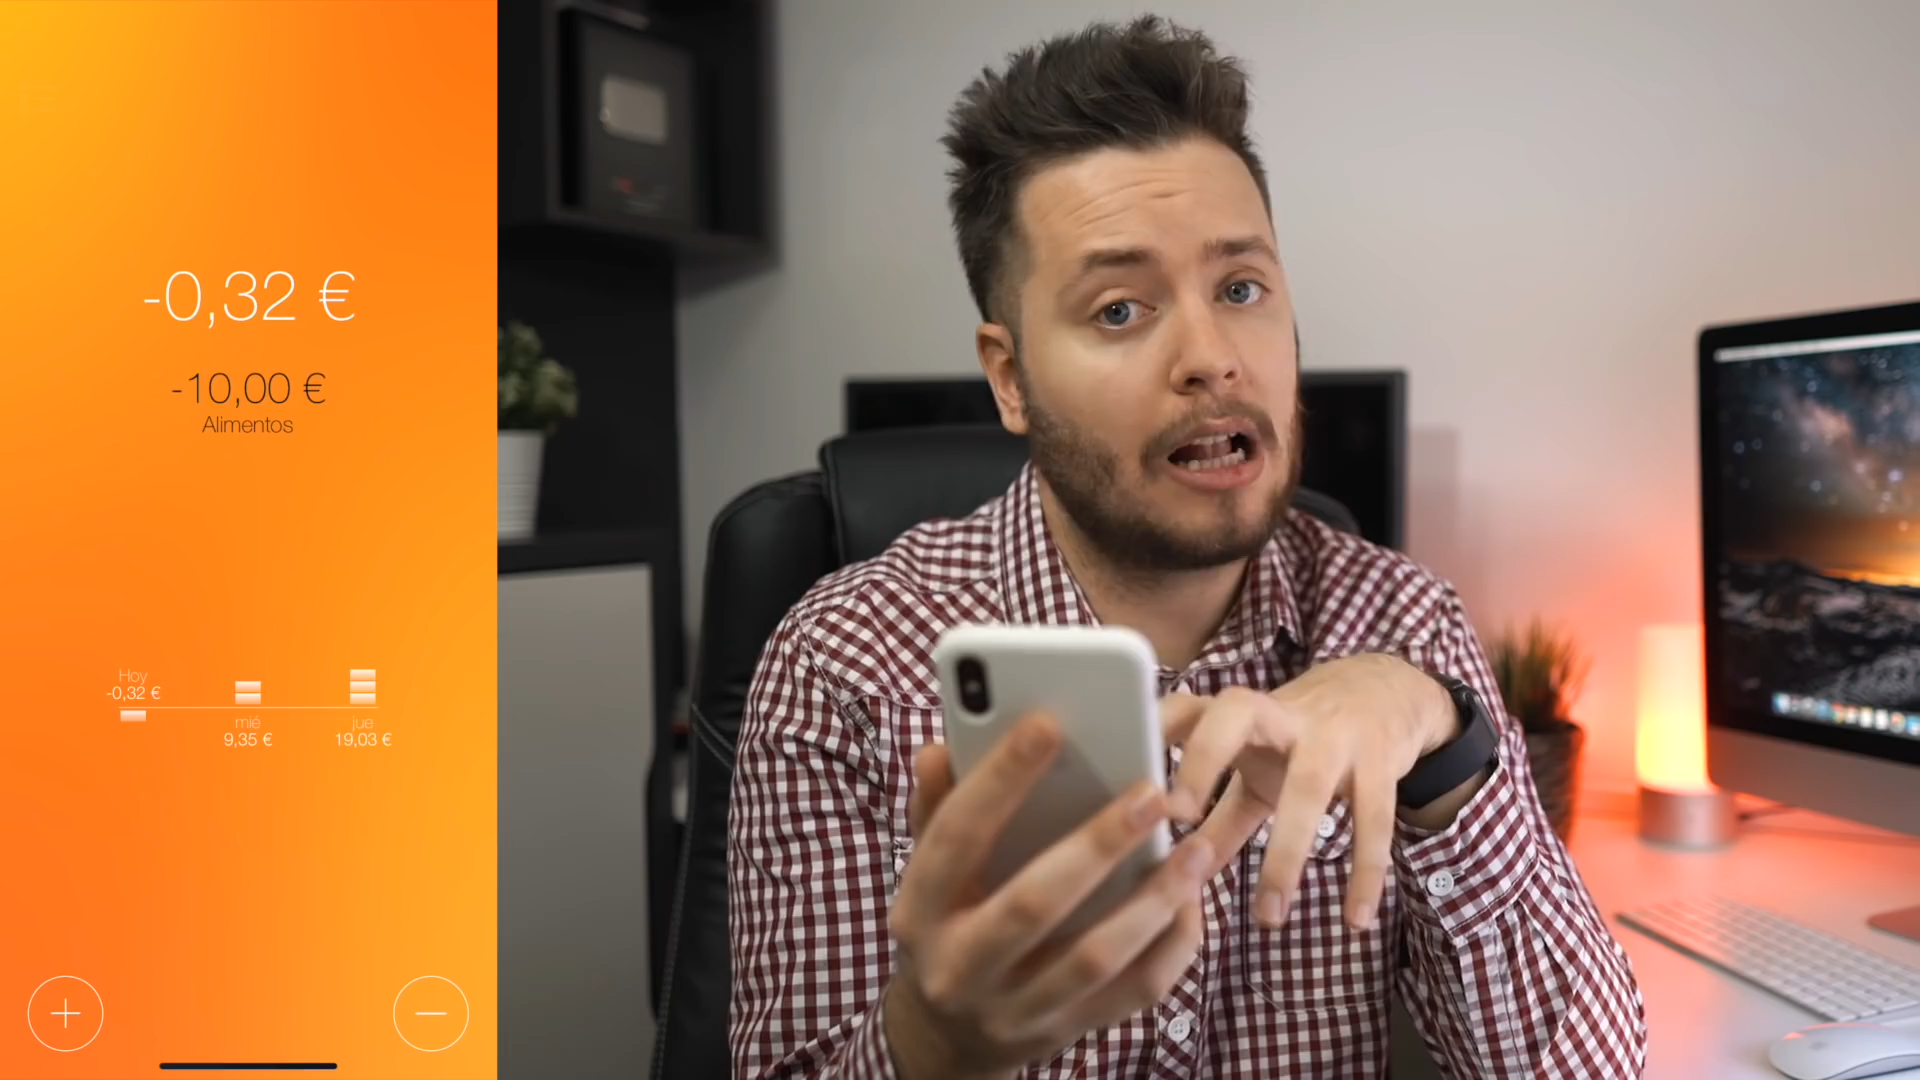 -0,32 €
-10,00 €
Alimentos
Hoy
-0,32 €
mié
9,35 €
jue
19,03 €